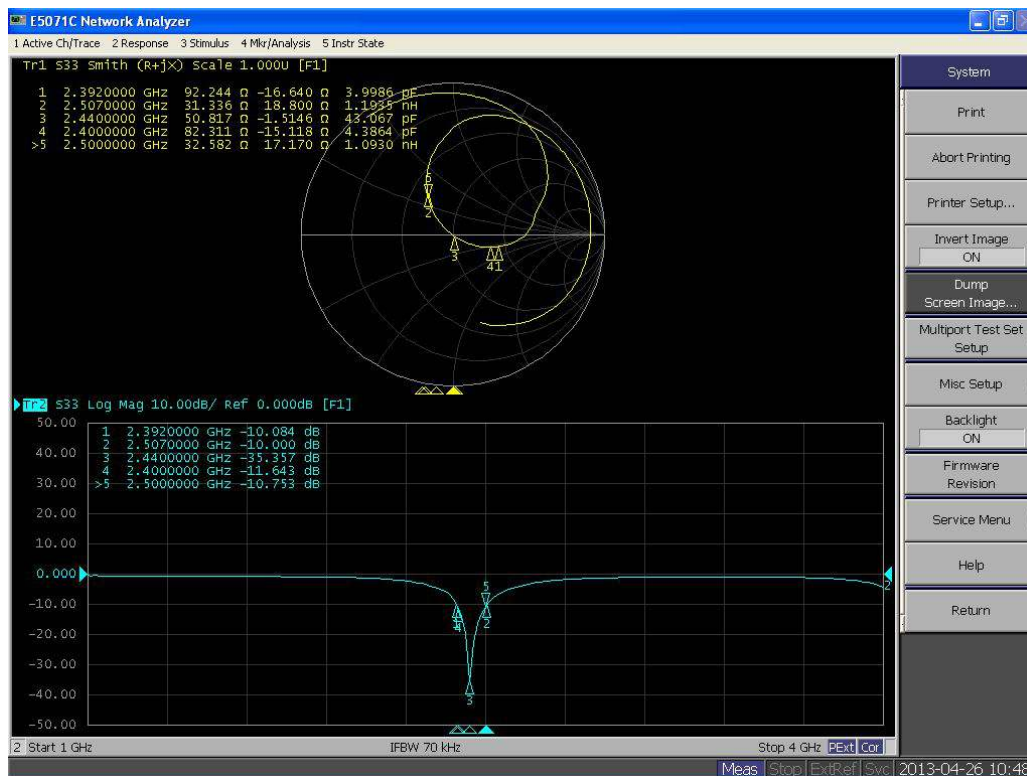 E5071C Network Analyzer
1 Active Ch/Trace 2 Response 3 Stimulus 4 Mkr/Analysis 5 Instr State
Tr1 S33 Smith (R+jX) Scale 1.000U [F1]
1 2.3920000 GHz 92.244 Ω -16.640 Ω 3.9986 pF
2 2.5070000 GHz 31.336 Ω 18.800 Ω 1.1935 nH
3 2.4400000 GHz 50.817 Ω -1.5146 Ω 43.067 pF
4 2.4000000 GHz 82.311 Ω -15.118 Ω 4.3864 pF
>5 2.5000000 GHz 32.582 Ω 17.170 Ω 1.0930 nH
5
2
3
41
Tr2 S33 Log Mag 10.00dB/ Ref 0.000dB [F1]
50.00
1 2.3920000 GHz -10.084 dB
2 2.5070000 GHz -10.000 dB
40.00
3 2.4400000 GHz -35.357 dB
4 2.4000000 GHz -11.643 dB
30.00
>5 2.5000000 GHz -10.753 dB
20.00
10.00
0.000
2
5
-10.00
4
2
-20.00
-30.00
-40.00
3
-50.00
2 Start 1 GHz
IFBW 70 kHz
Stop 4 GHz PExt Cor
System
Print
Abort Printing
Printer Setup...
Invert Image
ON
Dump
Screen Image...
Multiport Test Set
Setup
Misc Setup
Backlight
ON
Firmware
Revision
Service Menu
Help
Return
Meas Stop ExtRef Svc 2013-04-26 10:48